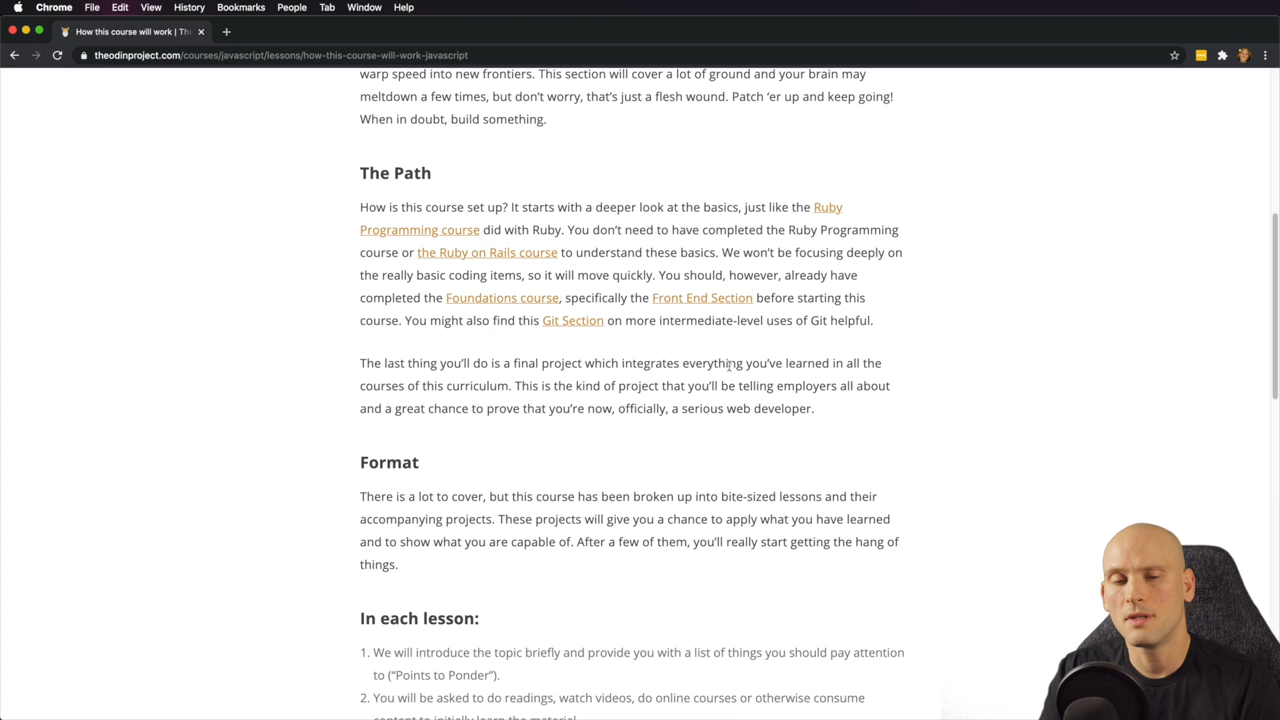 Chrome File Edit View History Bookmarks People Tab Window Help
How this course will work | The
theodinproject.com/courses/javascript/lessons/how-this-course-will-work-javascript
warp speed into new frontiers. This section will cover a lot of ground and your brain may
meltdown a few times, but don’t worry, that’s just a flesh wound. Patch ‘er up and keep going!
When in doubt, build something.
The Path
How is this course set up? It starts with a deeper look at the basics, just like the Ruby
Programming course did with Ruby. You don’t need to have completed the Ruby Programming
course or the Ruby on Rails course to understand these basics. We won’t be focusing deeply on
the really basic coding items, so it will move quickly. You should, however, already have
completed the Foundations course, specifically the Front End Section before starting this
course. You might also find this Git Section on more intermediate-level uses of Git helpful.
The last thing you’ll do is a final project which integrates everything you’ve learned in all the
courses of this curriculum. This is the kind of project that you’ll be telling employers all about
and a great chance to prove that you’re now, officially, a serious web developer.
Format
There is a lot to cover, but this course has been broken up into bite-sized lessons and their
accompanying projects. These projects will give you a chance to apply what you have learned
and to show what you are capable of. After a few of them, you’ll really start getting the hang of
things.
In each lesson:
1. We will introduce the topic briefly and provide you with a list of things you should pay attention
to (“Points to Ponder”).
2. You will be asked to do readings, watch videos, do online courses or otherwise consume
content to initially learn the material